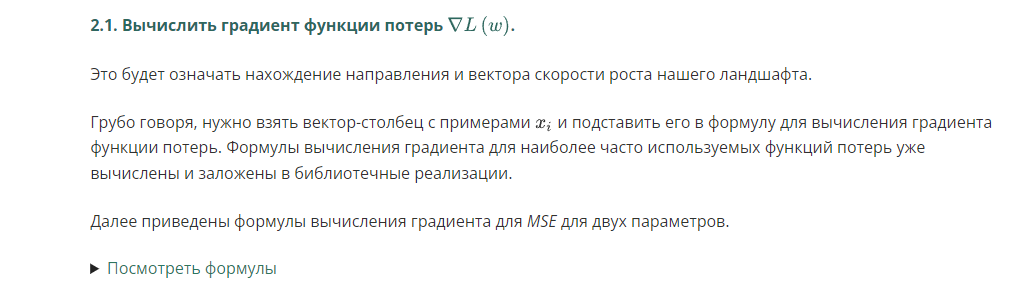 2.1. Вычислить градиент функции потерь ∇L (w).
Это будет означать нахождение направления и вектора скорости роста нашего ландшафта.
Грубо говоря, нужно взять вектор-столбец с примерами xᵢ и подставить его в формулу для вычисления градиента
функции потерь. Формулы вычисления градиента для наиболее часто используемых функций потерь уже
вычислены и заложены в библиотечные реализации.
Далее приведены формулы вычисления градиента для MSE для двух параметров.
▶ Посмотреть формулы